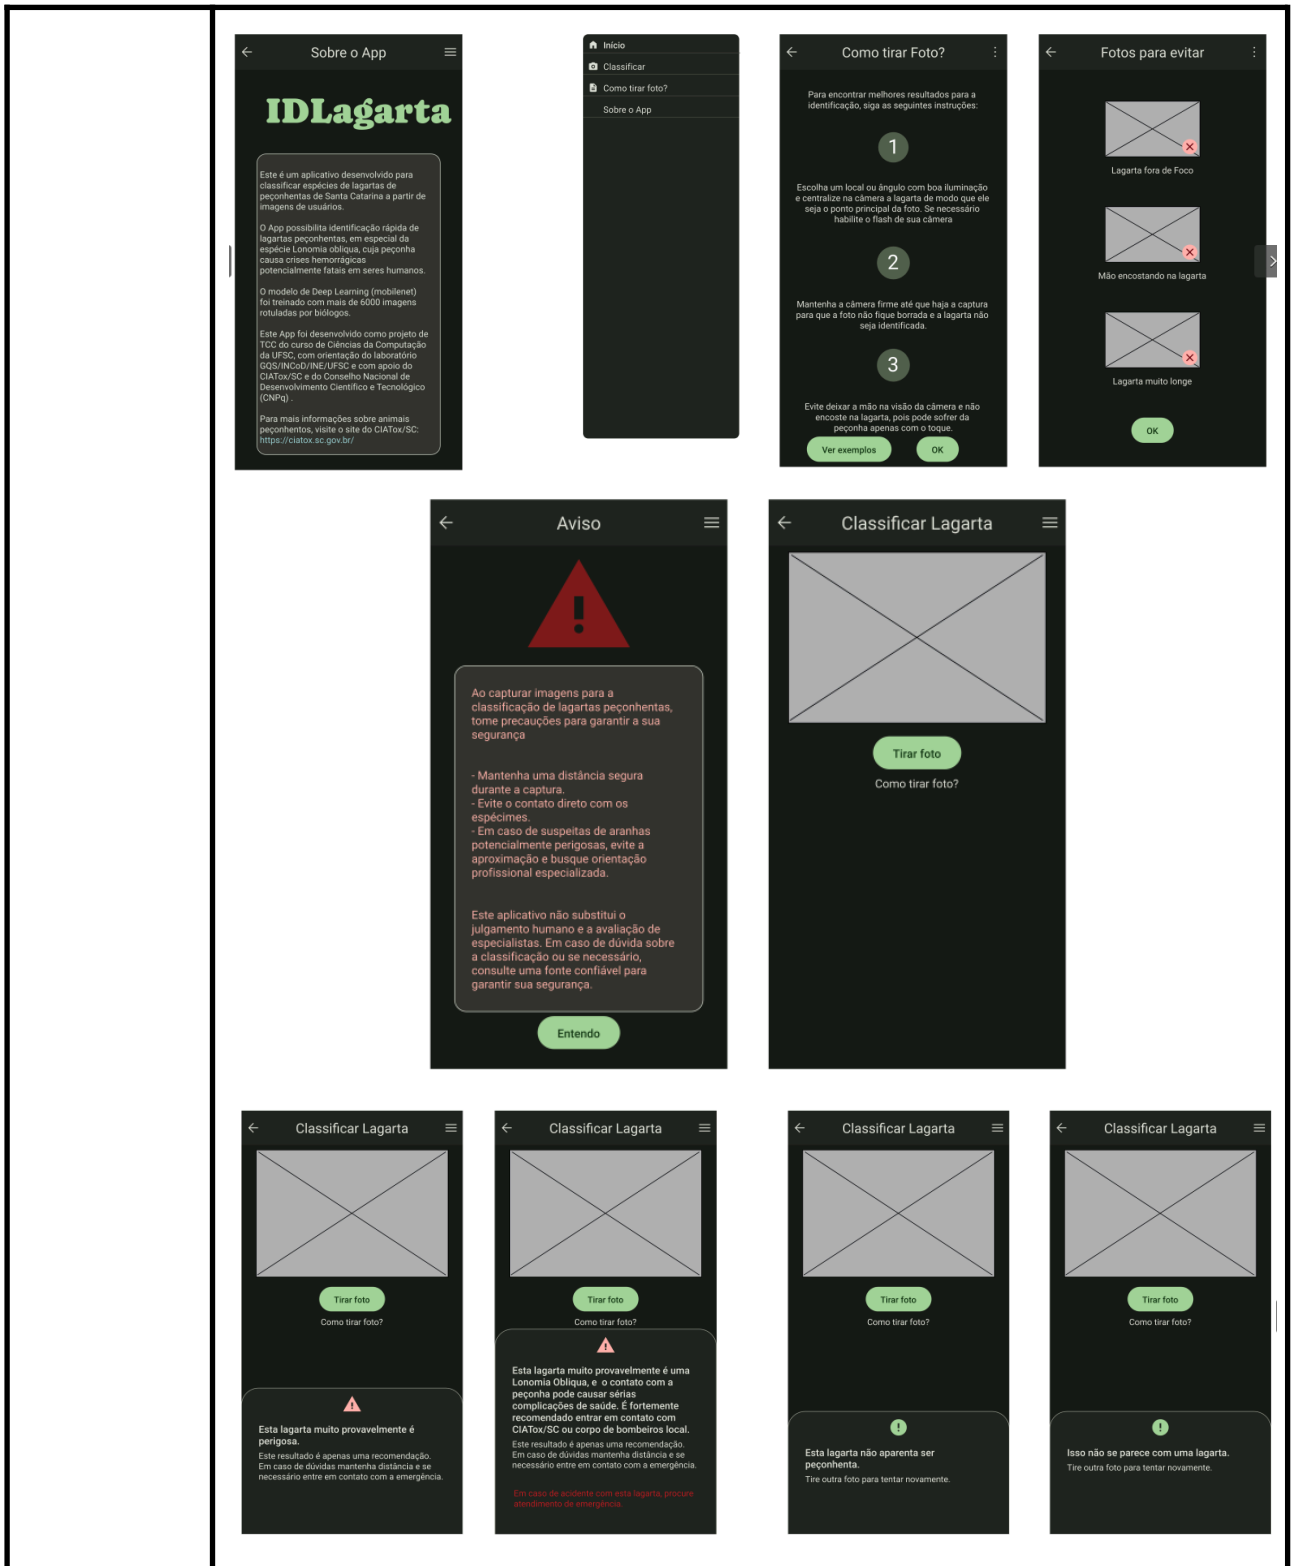 Sobre o App
IDLagarta
Este é um aplicativo desenvolvido para
classificar espécies de lagartas de
peçonhentas de Santa Catarina a partir de
imagens de usuários.
O App possibilita identificação rápida de
lagartas peçonhentas, em especial da
espécie Lonomia obliqua, cuja peçonha
causa crises hemorrágicas
potencialmente fatais em seres humanos.
O modelo de Deep Learning (mobilenet)
foi treinado com mais de 6000 imagens
rotuladas por biólogos.
Este App foi desenvolvido como projeto de
TCC do curso de Ciências da Computação
da UFSC, com orientação do laboratório
GQS/INCoD/INE/UFSC e com apoio do
CIATox/SC e do Conselho Nacional de
Desenvolvimento Científico e Tecnológico
(CNPq) .
Para mais informações sobre animais
peçonhentos, visite o site do CIATox/SC:
https://ciatox.sc.gov.br/
Início
Classificar
Como tirar foto?
Sobre o App
Como tirar Foto?
Para encontrar melhores resultados para a
identificação, siga as seguintes instruções:
1
Escolha um local ou ângulo com boa iluminação
e centralize na câmera a lagarta de modo que ele
seja o ponto principal da foto. Se necessário
habilite o flash de sua câmera
2
Mantenha a câmera firme até que haja a captura
para que a foto não fique borrada e a lagarta não
seja identificada.
3
Evite deixar a mão na visão da câmera e não
encoste na lagarta, pois pode sofrer da
peçonha apenas com o toque.
Ver exemplos
OK
Fotos para evitar
Lagarta fora de Foco
Mão encostando na lagarta
Lagarta muito longe
OK
Aviso
Ao capturar imagens para a
classificação de lagartas peçonhentas,
tome precauções para garantir a sua
segurança
- Mantenha uma distância segura
durante a captura.
- Evite o contato direto com os
espécimes.
- Em caso de suspeitas de aranhas
potencialmente perigosas, evite a
aproximação e busque orientação
profissional especializada.
Este aplicativo não substitui o
julgamento humano e a avaliação de
especialistas. Em caso de dúvida sobre
a classificação ou se necessário,
consulte uma fonte confiável para
garantir sua segurança.
Entendo
Classificar Lagarta
Tirar foto
Como tirar foto?
Classificar Lagarta
Tirar foto
Como tirar foto?
Esta lagarta muito provavelmente é
perigosa.
Este resultado é apenas uma recomendação.
Em caso de dúvidas mantenha distância e se
necessário entre em contato com a emergência.
Classificar Lagarta
Tirar foto
Como tirar foto?
Esta lagarta muito provavelmente é uma
Lonomia Obliqua, e o contato com a
peçonha pode causar sérias
complicações de saúde. É fortemente
recomendado entrar em contato com
CIATox/SC ou corpo de bombeiros local.
Este resultado é apenas uma recomendação.
Em caso de dúvidas mantenha distância e se
necessário entre em contato com a emergência.
Em caso de acidente com esta lagarta, procure
atendimento de emergência.
Classificar Lagarta
Tirar foto
Como tirar foto?
Esta lagarta não aparenta ser
peçonhenta.
Tire outra foto para tentar novamente.
Classificar Lagarta
Tirar foto
Como tirar foto?
Isso não se parece com uma lagarta.
Tire outra foto para tentar novamente.